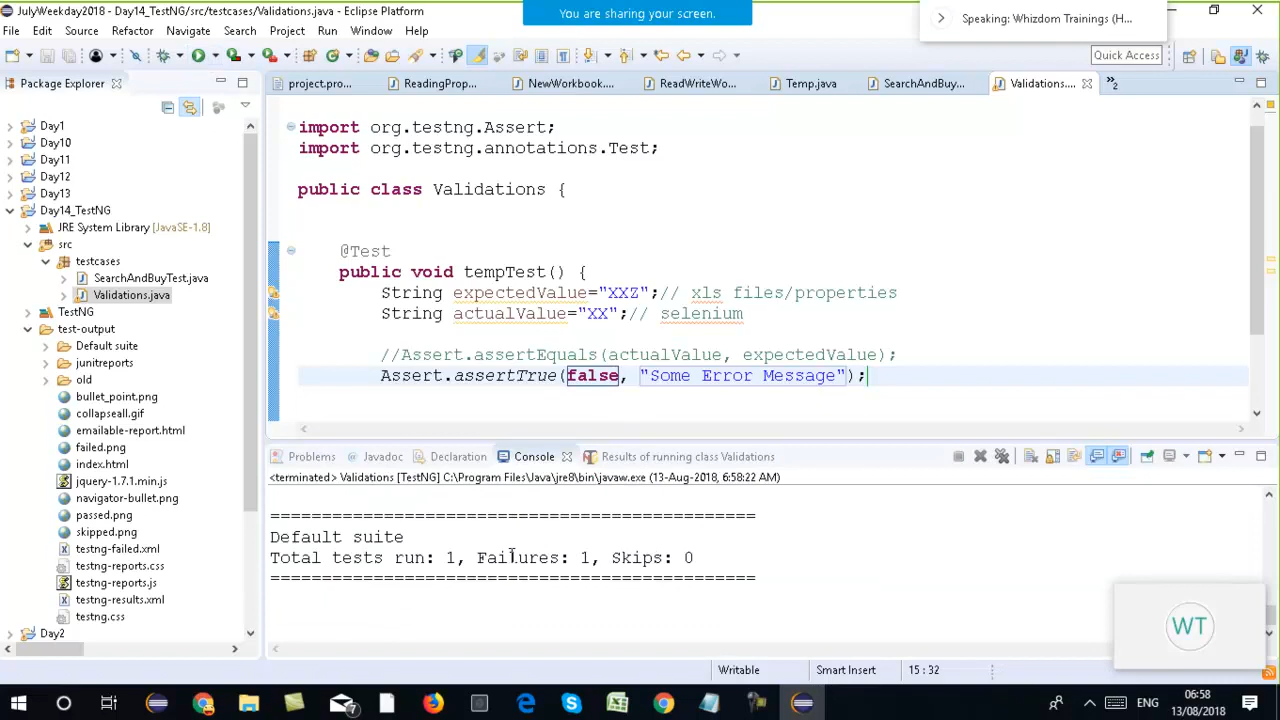 JulyWeekday2018 - Day14_TestNG/src/testcases/Validations.java - Eclipse Platform
You are sharing your screen.
Speaking: Whizdom Trainings (H...
File Edit Source Refactor Navigate Search Project Run Window Help
Quick Access
Package Explorer
project.pro...
ReadingProp...
NewWorkbook....
ReadWriteWo...
Temp.java
SearchAndBuy...
Validations....
»2
Day1
Day10
Day11
Day12
Day13
Day14_TestNG
JRE System Library [JavaSE-1.8]
src
testcases
SearchAndBuyTest.java
Validations.java
TestNG
test-output
Default suite
junitreports
old
bullet_point.png
collapseall.gif
emailable-report.html
failed.png
index.html
jquery-1.7.1.min.js
navigator-bullet.png
passed.png
skipped.png
testng-failed.xml
testng-reports.css
testng-reports.js
testng-results.xml
testng.css
Day2
import org.testng.Assert;
import org.testng.annotations.Test;
public class Validations {
@Test
public void tempTest() {
String expectedValue="XXZ";// xls files/properties
String actualValue="XX";// selenium
//Assert.assertEquals(actualValue, expectedValue);
Assert.assertTrue(false, "Some Error Message");
Problems Javadoc Declaration Console Results of running class Validations
<terminated> Validations [TestNG] C:\Program Files\Java\jre8\bin\javaw.exe (13-Aug-2018, 6:58:22 AM)
===============================================
Default suite
Total tests run: 1, Failures: 1, Skips: 0
===============================================
WT
Writable
Smart Insert
15 : 32
7
ENG
06:58
13/08/2018